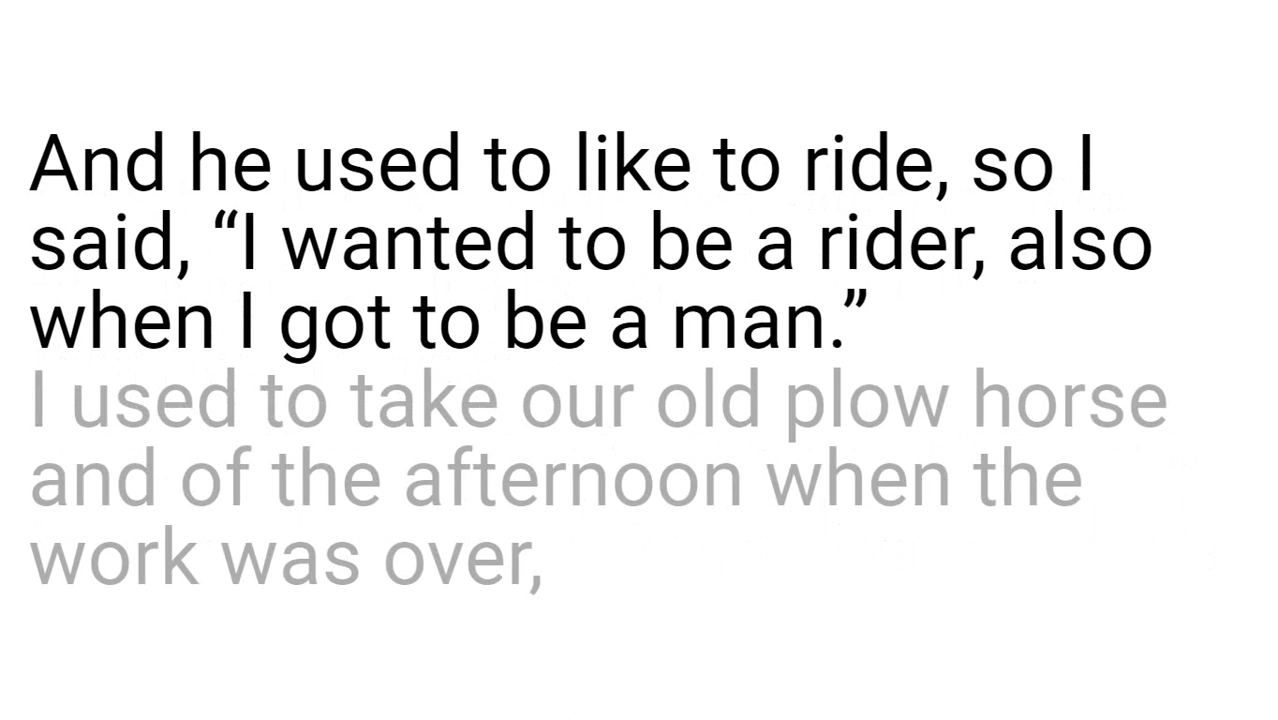 And he used to like to ride, so I
said, “I wanted to be a rider, also
when I got to be a man.”
I used to take our old plow horse
and of the afternoon when the
work was over,